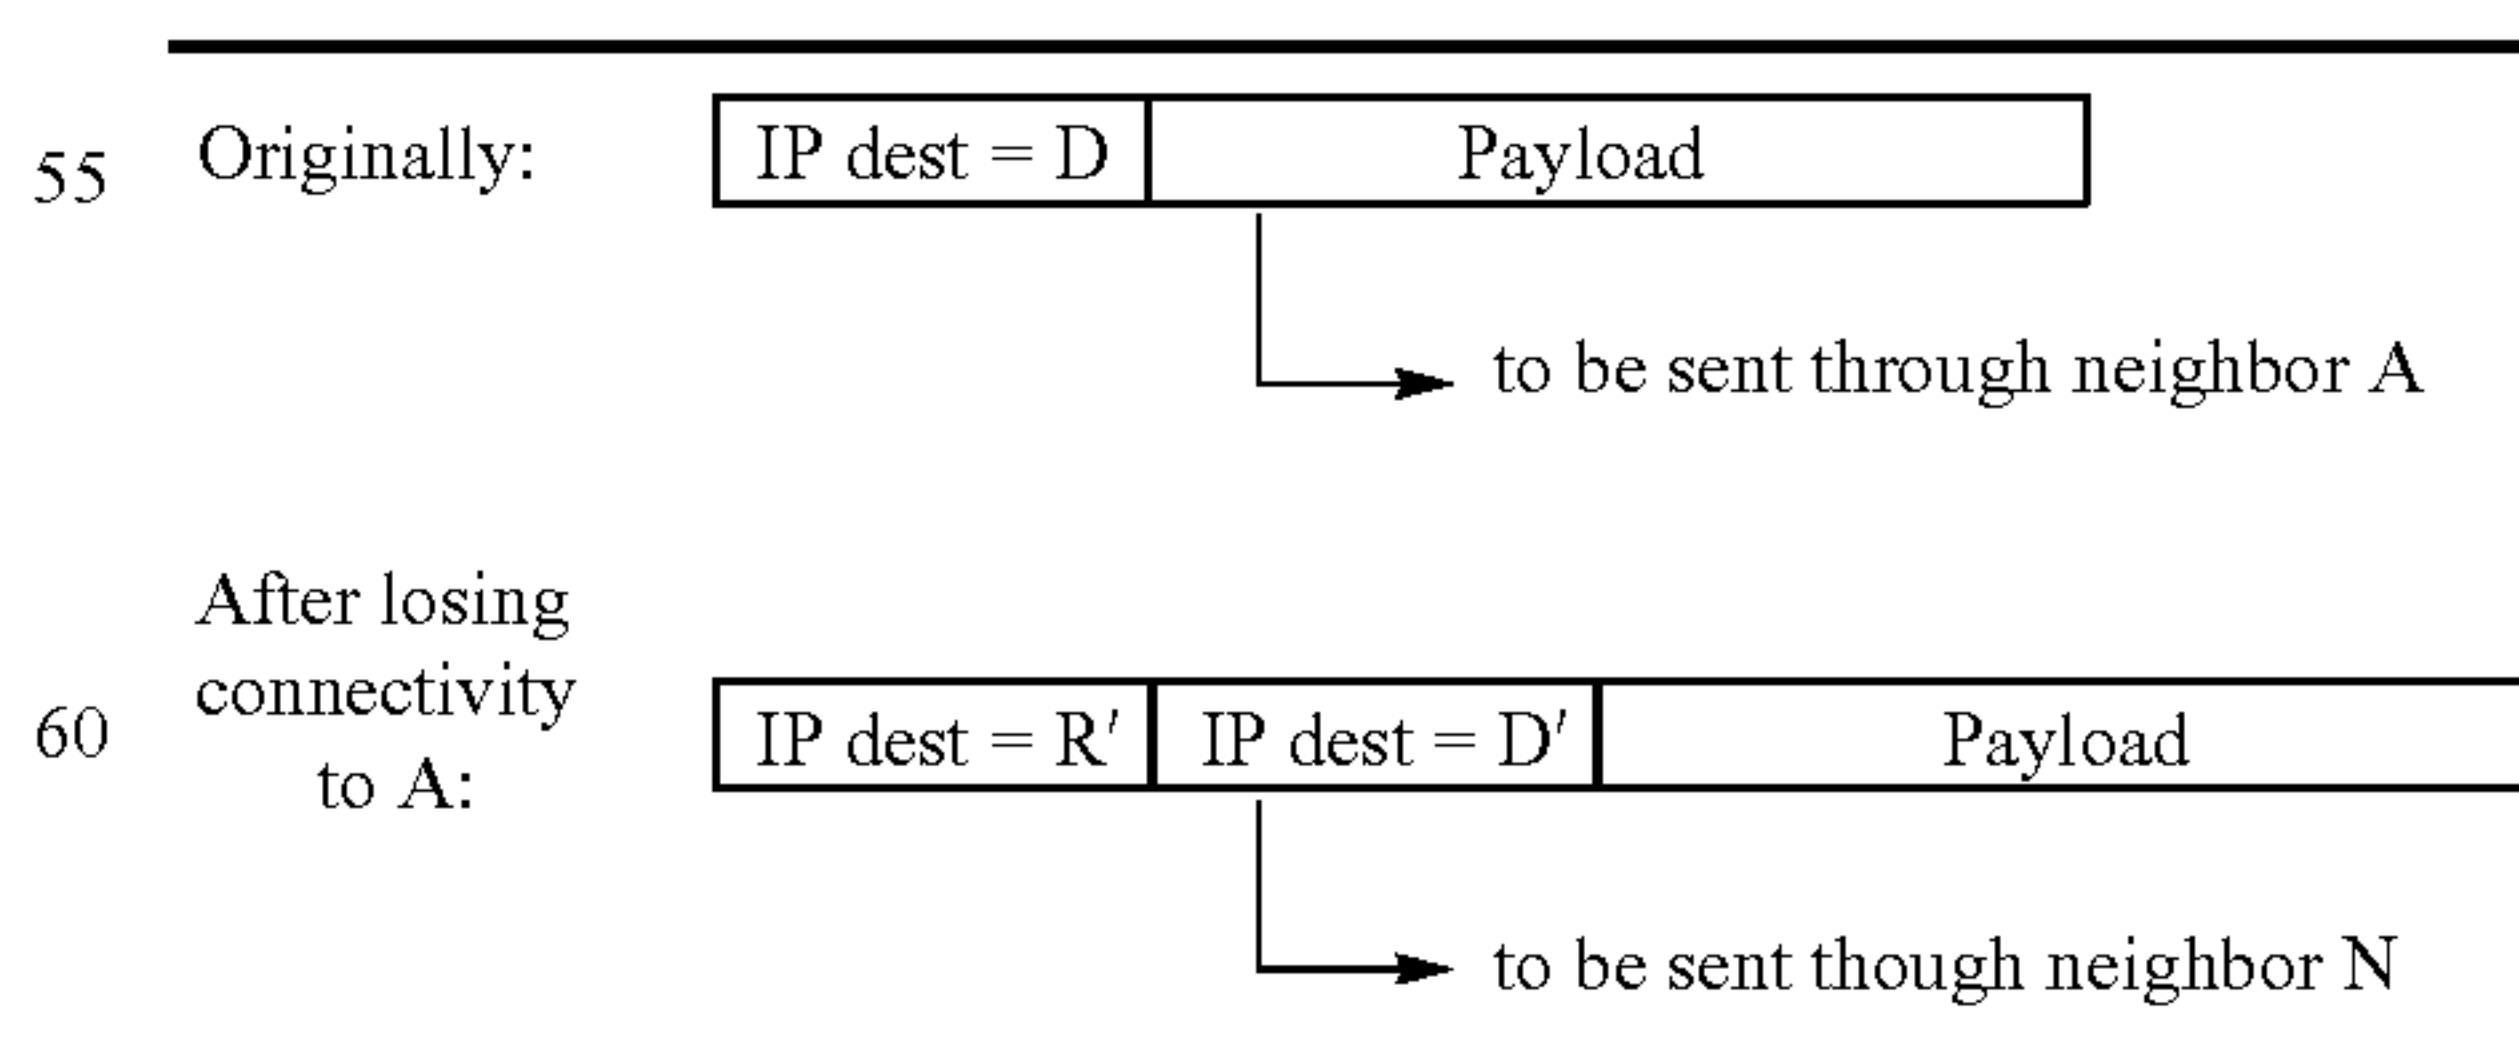 55 Originally: IP dest = D Payload
to be sent through neighbor A
After losing
connectivity
60 IP dest = R′ IP dest = D′ Payload
to A:
to be sent though neighbor N